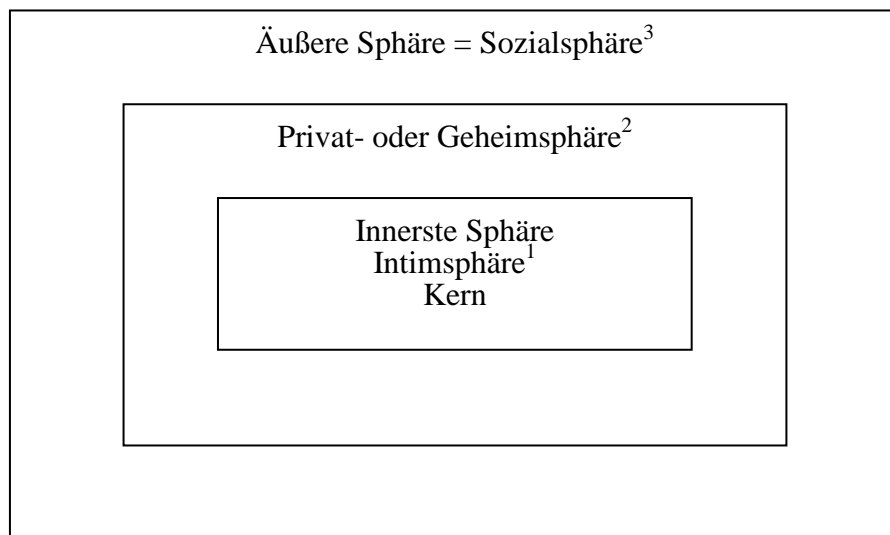 Äußere Sphäre = Sozialsphäre³
Privat- oder Geheimsphäre²
Innerste Sphäre
Intimsphäre¹
Kern